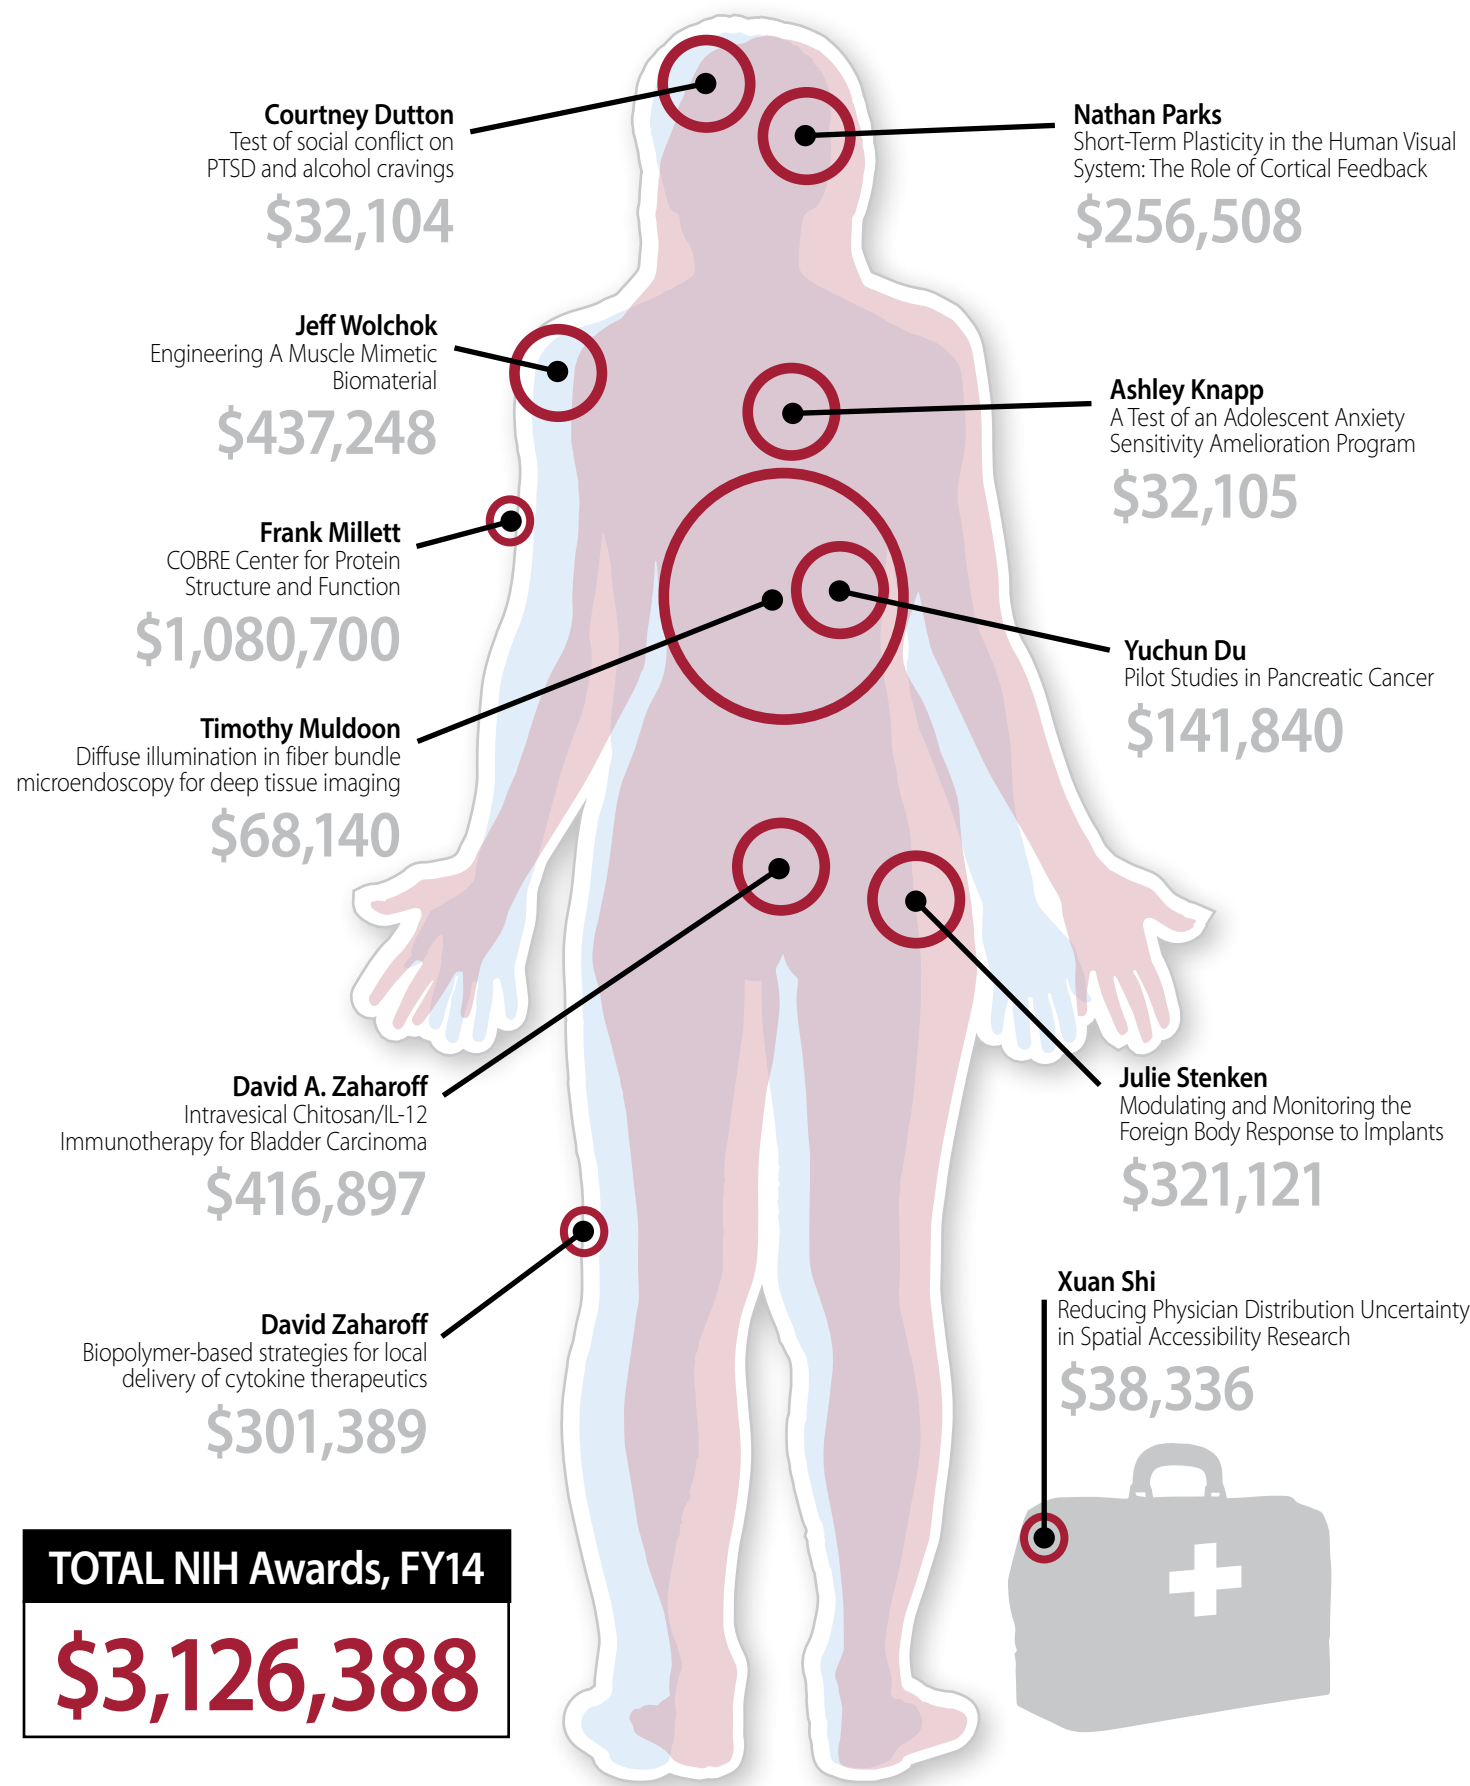 Courtney Dutton
Test of social conflict on
PTSD and alcohol cravings
$32,104
Nathan Parks
Short-Term Plasticity in the Human Visual
System: The Role of Cortical Feedback
$256,508
Jeff Wolchok
Engineering A Muscle Mimetic
Biomaterial
$437,248
Ashley Knapp
A Test of an Adolescent Anxiety
Sensitivity Amelioration Program
$32,105
Frank Millett
COBRE Center for Protein
Structure and Function
$1,080,700
Yuchun Du
Pilot Studies in Pancreatic Cancer
$141,840
Timothy Muldoon
Diffuse illumination in fiber bundle
microendoscopy for deep tissue imaging
$68,140
David A. Zaharoff
Intravesical Chitosan/IL-12
Immunotherapy for Bladder Carcinoma
$416,897
Julie Stenken
Modulating and Monitoring the
Foreign Body Response to Implants
$321,121
David Zaharoff
Biopolymer-based strategies for local
delivery of cytokine therapeutics
$301,389
Xuan Shi
Reducing Physician Distribution Uncertainty
in Spatial Accessibility Research
$38,336
TOTAL NIH Awards, FY14
$3,126,388